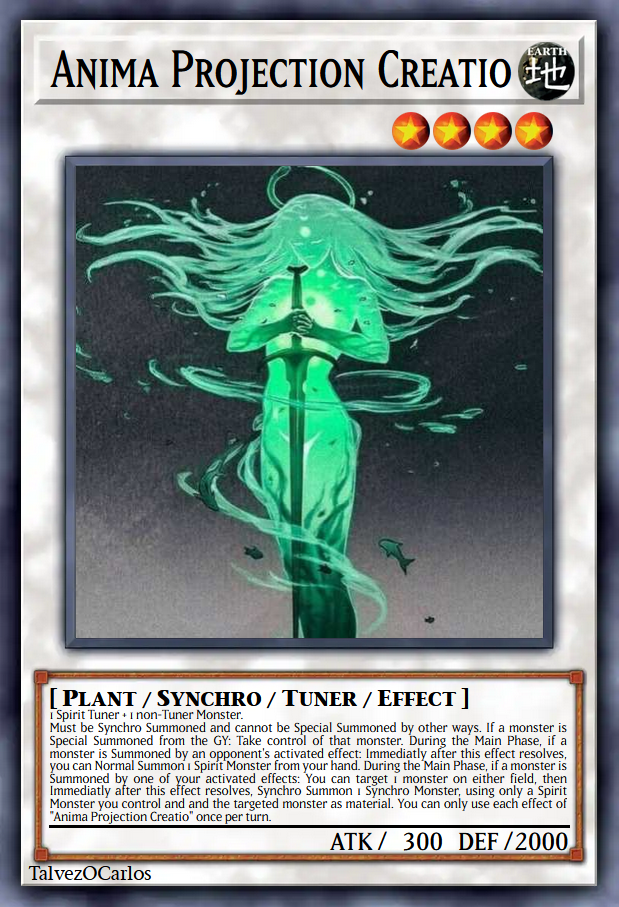 Anima Projection Creatio
EARTH
地
[ Plant / Synchro / Tuner / Effect ]
1 Spirit Tuner + 1 non-Tuner Monster.
Must be Synchro Summoned and cannot be Special Summoned by other ways. If a monster is
Special Summoned from the GY: Take control of that monster. During the Main Phase, if a
monster is Summoned by an opponent's activated effect: Immediatly after this effect resolves,
you can Normal Summon 1 Spirit Monster from your hand. During the Main Phase, if a monster is
Summoned by one of your activated effects: You can target 1 monster on either field, then
Immediatly after this effect resolves, Synchro Summon 1 Synchro Monster, using only a Spirit
Monster you control and and the targeted monster as material. You can only use each effect of
"Anima Projection Creatio" once per turn.
ATK / 300 DEF /2000
TalvezOCarlos